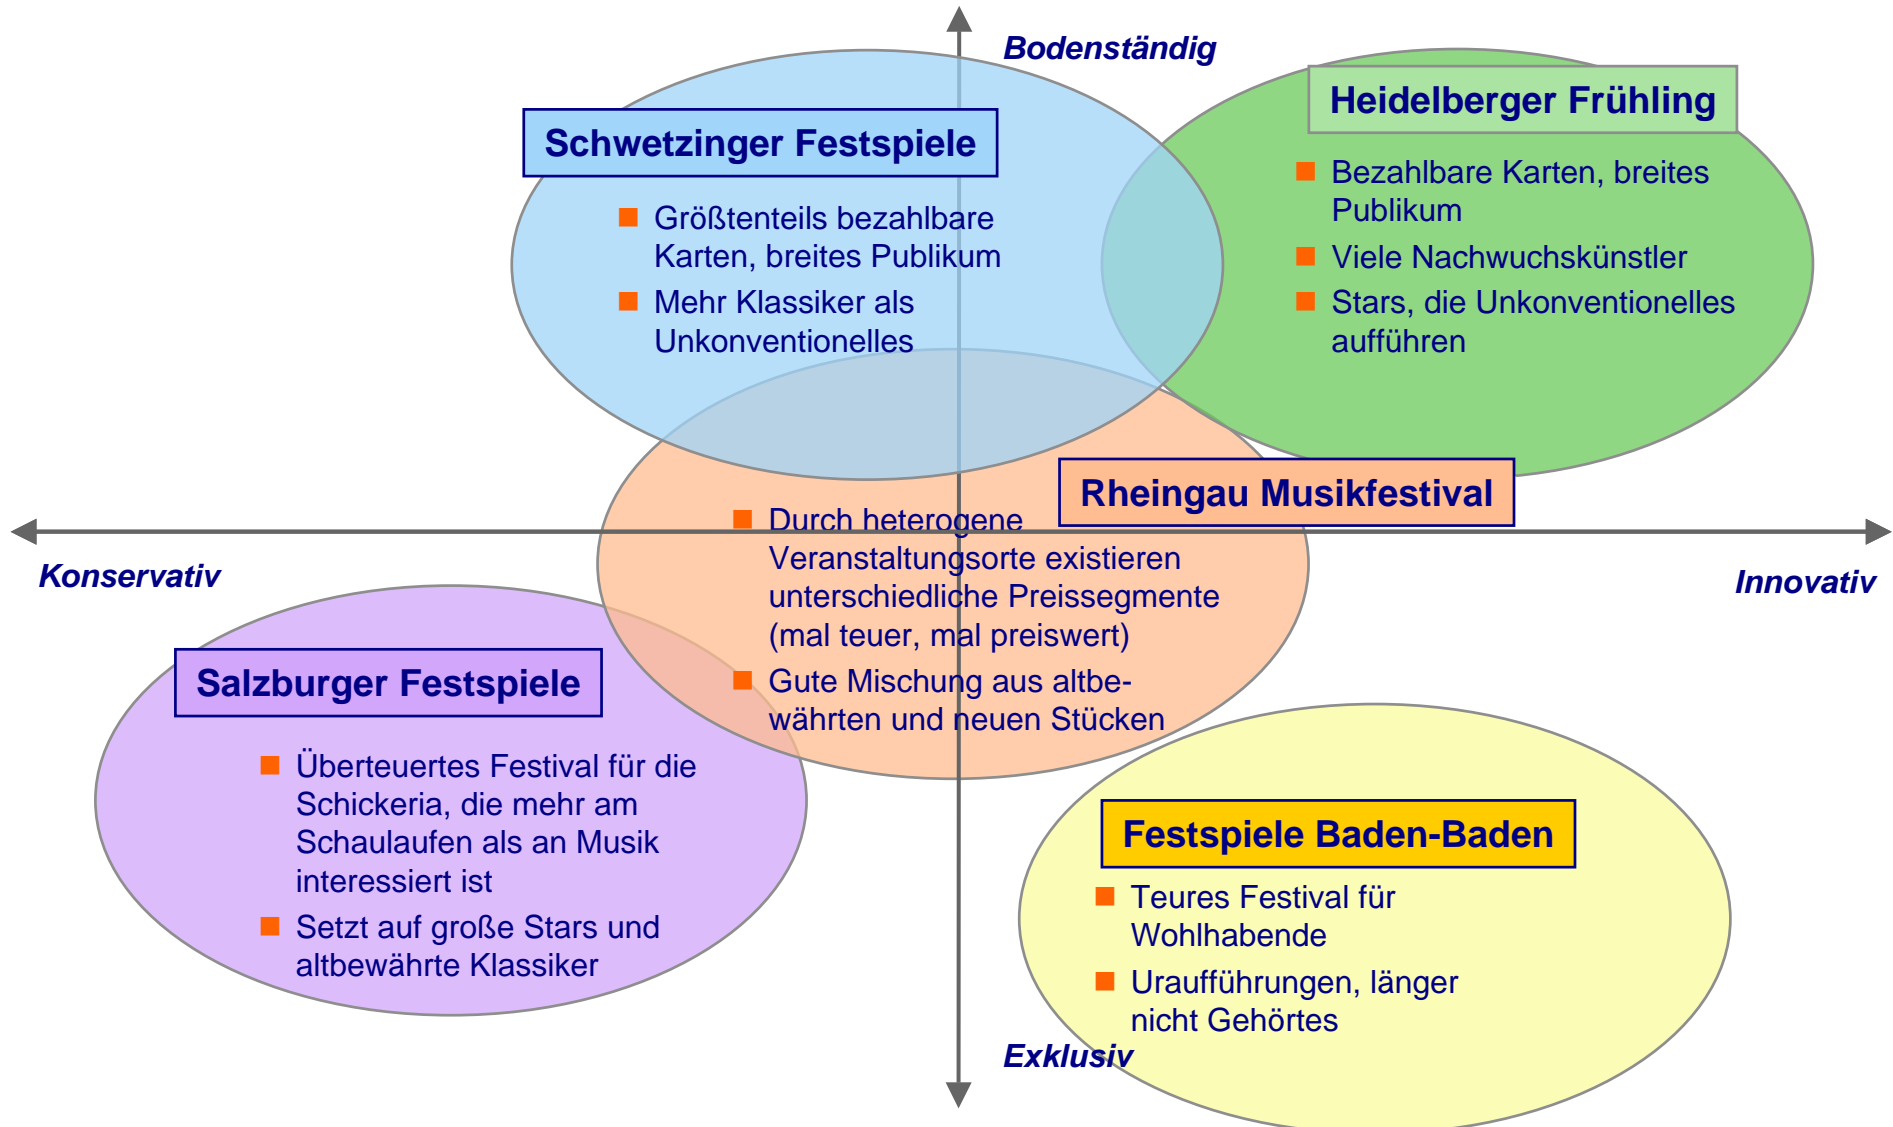 Bodenständig
Schwetzinger Festspiele
Größtenteils bezahlbare
Karten, breites Publikum
Mehr Klassiker als
Unkonventionelles
Heidelberger Frühling
Bezahlbare Karten, breites
Publikum
Viele Nachwuchskünstler
Stars, die Unkonventionelles
aufführen
Rheingau Musikfestival
Durch heterogene
Veranstaltungsorte existieren
unterschiedliche Preissegmente
(mal teuer, mal preiswert)
Gute Mischung aus altbe-
währten und neuen Stücken
Konservativ
Innovativ
Salzburger Festspiele
Überteuertes Festival für die
Schickeria, die mehr am
Schaulaufen als an Musik
interessiert ist
Setzt auf große Stars und
altbewährte Klassiker
Festspiele Baden-Baden
Teures Festival für
Wohlhabende
Uraufführungen, länger
nicht Gehörtes
Exklusiv